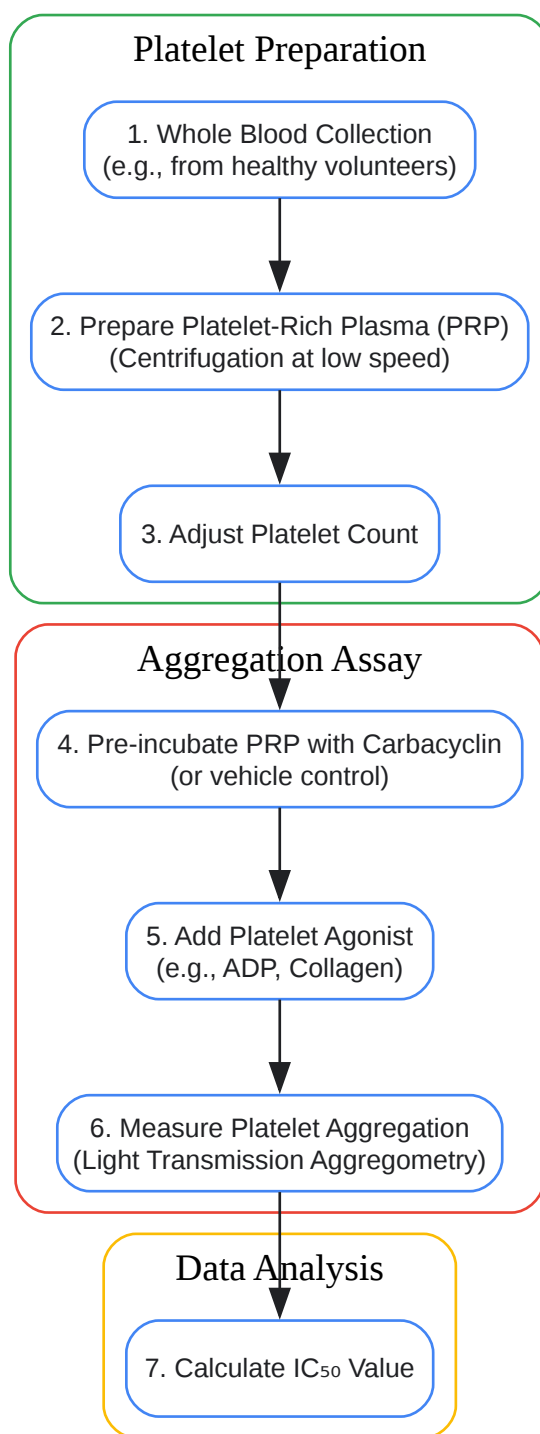 Platelet Preparation
1. Whole Blood Collection
(e.g., from healthy volunteers)
2. Prepare Platelet-Rich Plasma (PRP)
(Centrifugation at low speed)
3. Adjust Platelet Count
Aggregation Assay
4. Pre-incubate PRP with Carbacyclin
(or vehicle control)
5. Add Platelet Agonist
(e.g., ADP, Collagen)
6. Measure Platelet Aggregation
(Light Transmission Aggregometry)
Data Analysis
7. Calculate IC₅₀ Value